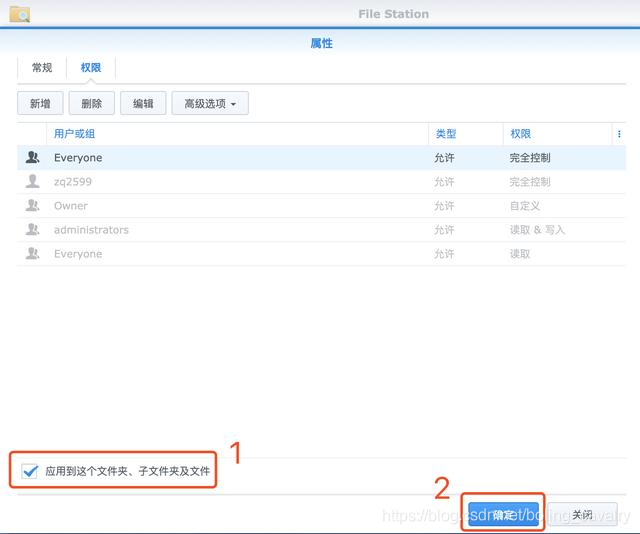 File Station
属性
常规 权限
新增 删除 编辑 高级选项
用户或组 类型 权限
Everyone 允许 完全控制
zq2599 允许 完全控制
Owner 允许 自定义
administrators 允许 读取 & 写入
Everyone 允许 读取
1
应用到这个文件夹、子文件夹及文件
2
确定 关闭
https://blog.csdn.net/boling_cavalry